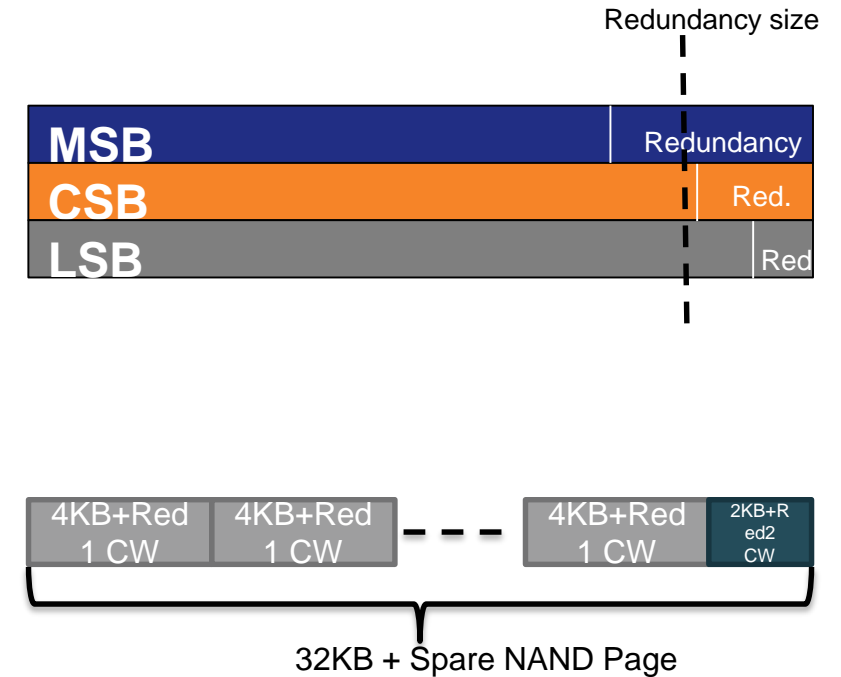 Redundancy size
MSB
Redundancy
CSB
Red.
LSB
Red
4KB+Red
1 CW
4KB+Red
1 CW
4KB+Red
1 CW
2KB+R
ed2
CW
32KB + Spare NAND Page